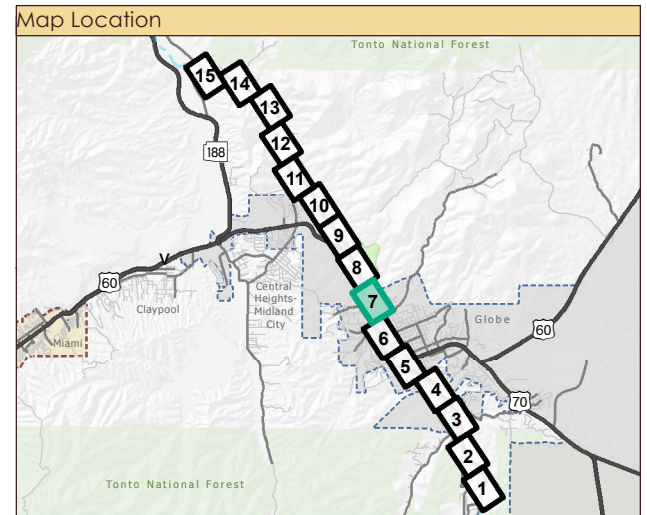 Map Location
Tonto National Forest
15
14
13
12
188
11
10
9
8
60
Central
Heights-
Midland
City
Claypool
7
Globe
60
Miami
6
5
4
70
3
2
Tonto National Forest
1